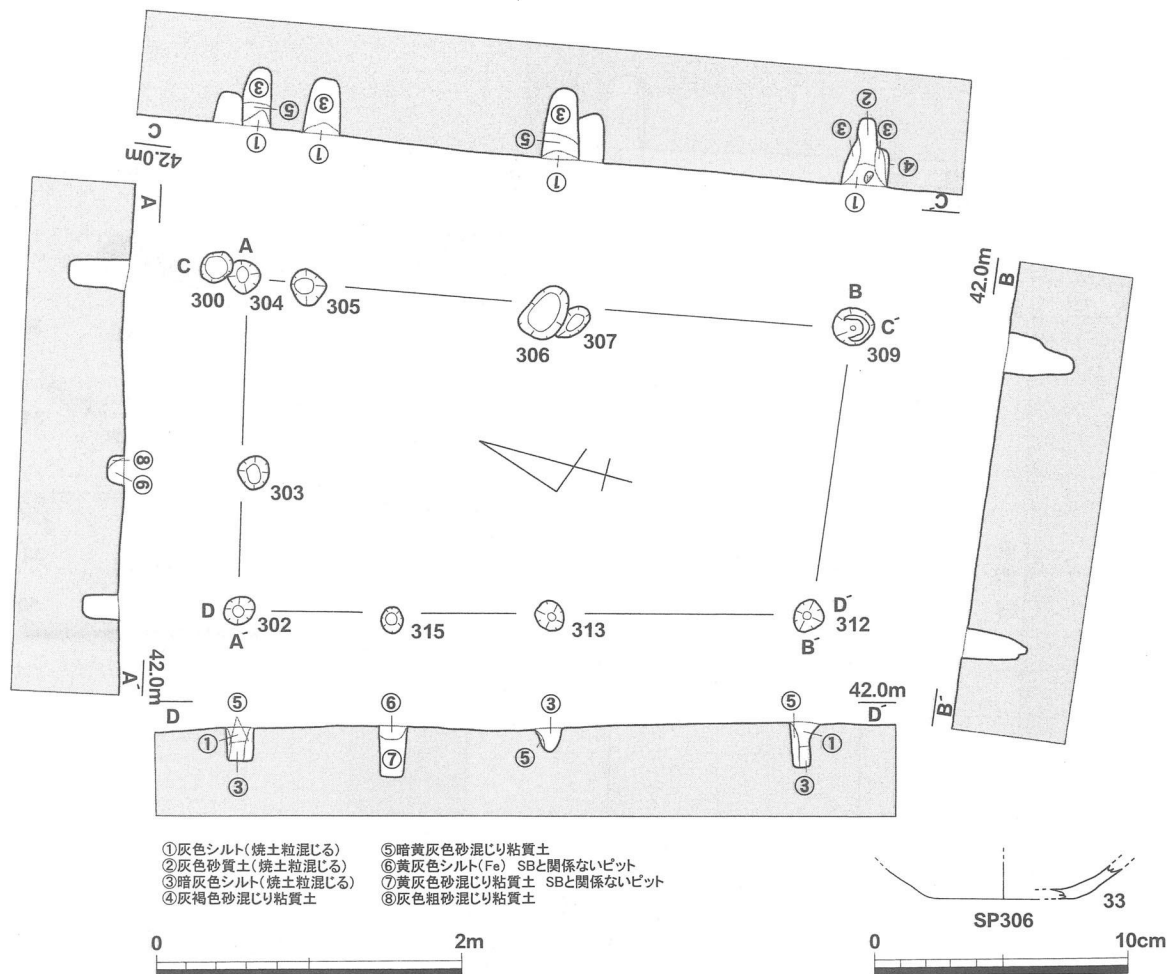 ③
③
⑤
①
①
③
⑤
①
②
③
③
④
①
C
42.0m
C´
A
⑧
⑥
42.0m
A´
42.0m
B
B´
C
A
300
304
305
306
307
B
C´
309
303
D
302
A´
315
313
D´
312
B´
D
⑤
①
③
⑥
⑦
③
⑤
⑤
①
③
42.0m
D´
①灰色シルト(焼土粒混じる)
②灰色砂質土(焼土粒混じる)
③暗灰色シルト(焼土粒混じる)
④灰褐色砂混じり粘質土
⑤暗黄灰色砂混じり粘質土
⑥黄灰色シルト(Fe) SBと関係ないピット
⑦黄灰色砂混じり粘質土 SBと関係ないピット
⑧灰色粗砂混じり粘質土
33
SP306
0 2m
0 10cm